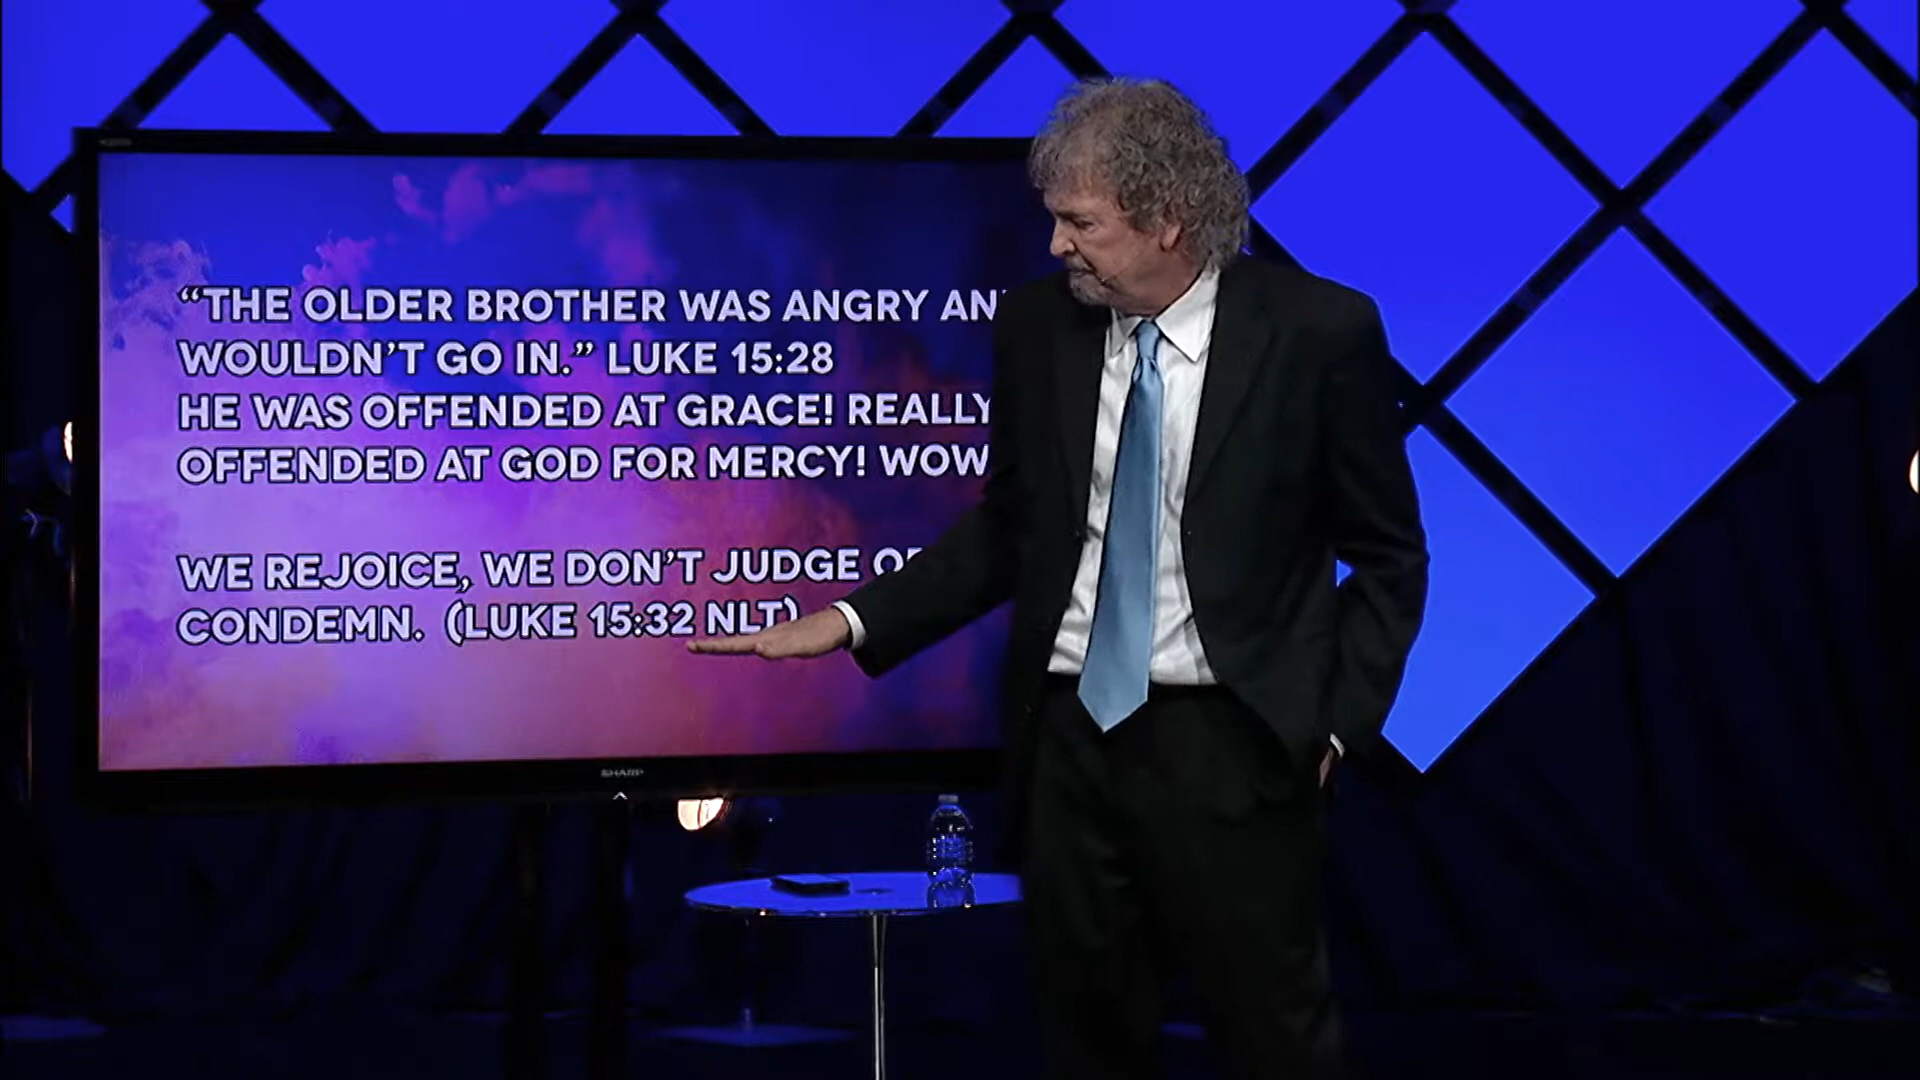 “THE OLDER BROTHER WAS ANGRY
WOULDN’T GO IN.” LUKE 15:28
HE WAS OFFENDED AT GRACE! REALLY
OFFENDED AT GOD FOR MERCY! WOW
WE REJOICE, WE DON’T JUDGE
CONDEMN. (LUKE 15:32 NLT)
SHARP